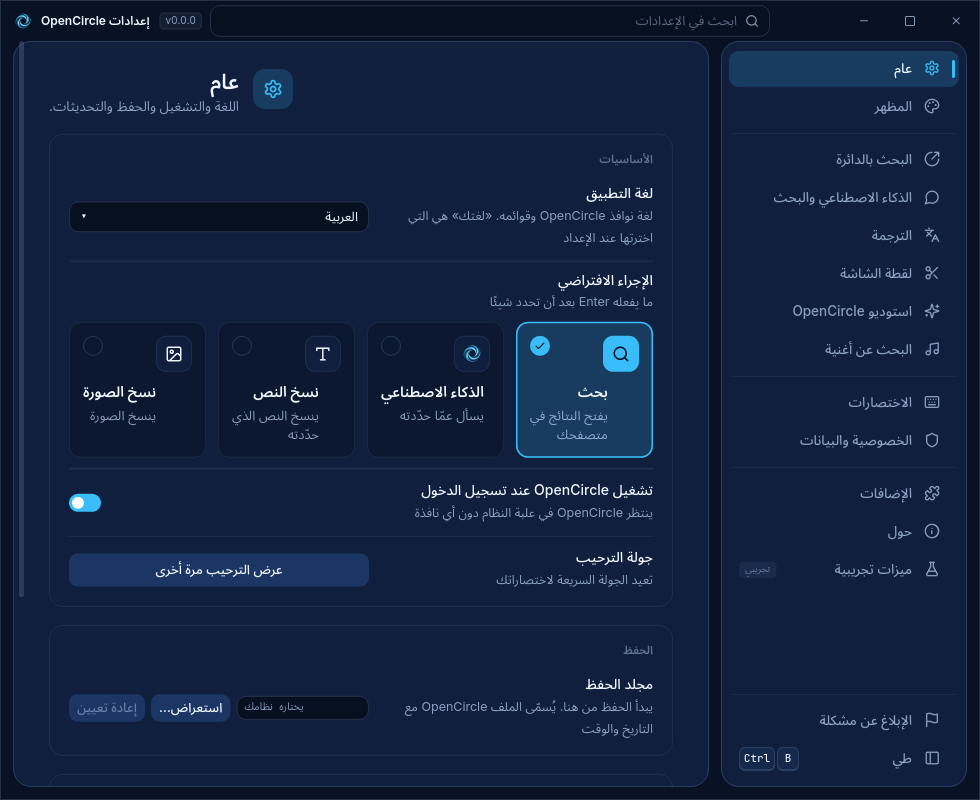 إعدادات OpenCircle
v0.0.0
ابحث في الإعدادات
عام
المظهر
البحث بالدائرة
الذكاء الاصطناعي والبحث
الترجمة
لقطة الشاشة
استوديو OpenCircle
البحث عن أغنية
الاختصارات
الخصوصية والبيانات
الإضافات
حول
ميزات تجريبية
تجريبي
الإبلاغ عن مشكلة
طي
Ctrl B
عام
اللغة والتشغيل والحفظ والتحديثات.
الأساسيات
لغة التطبيق
لغة نوافذ OpenCircle وقوائمه. «لغتك» هي التي
اخترتها عند الإعداد
العربية
الإجراء الافتراضي
ما يفعله Enter بعد أن تحدد شيئًا
بحث
يفتح النتائج في
متصفحك
الذكاء الاصطناعي
يسأل عمّا حدّدته
نسخ النص
ينسخ النص الذي
حدّدته
نسخ الصورة
ينسخ الصورة
تشغيل OpenCircle عند تسجيل الدخول
ينتظر OpenCircle في علبة النظام دون أي نافذة
جولة الترحيب
تعيد الجولة السريعة لاختصاراتك
عرض الترحيب مرة أخرى
الحفظ
مجلد الحفظ
يبدأ الحفظ من هنا. يُسمّى الملف OpenCircle مع
التاريخ والوقت
يختاره نظامك
استعراض...
إعادة تعيين